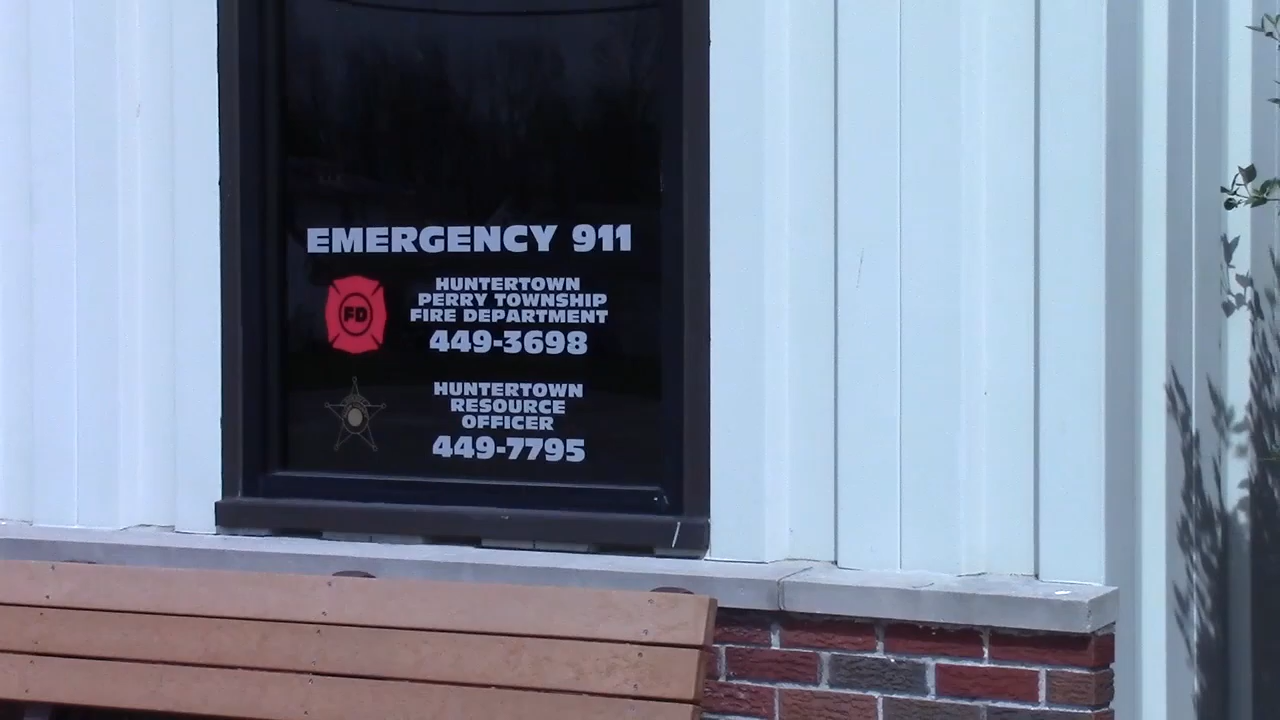 EMERGENCY 911
FD
HUNTERTOWN
PERRY TOWNSHIP
FIRE DEPARTMENT
449-3698
HUNTERTOWN
RESOURCE
OFFICER
449-7795